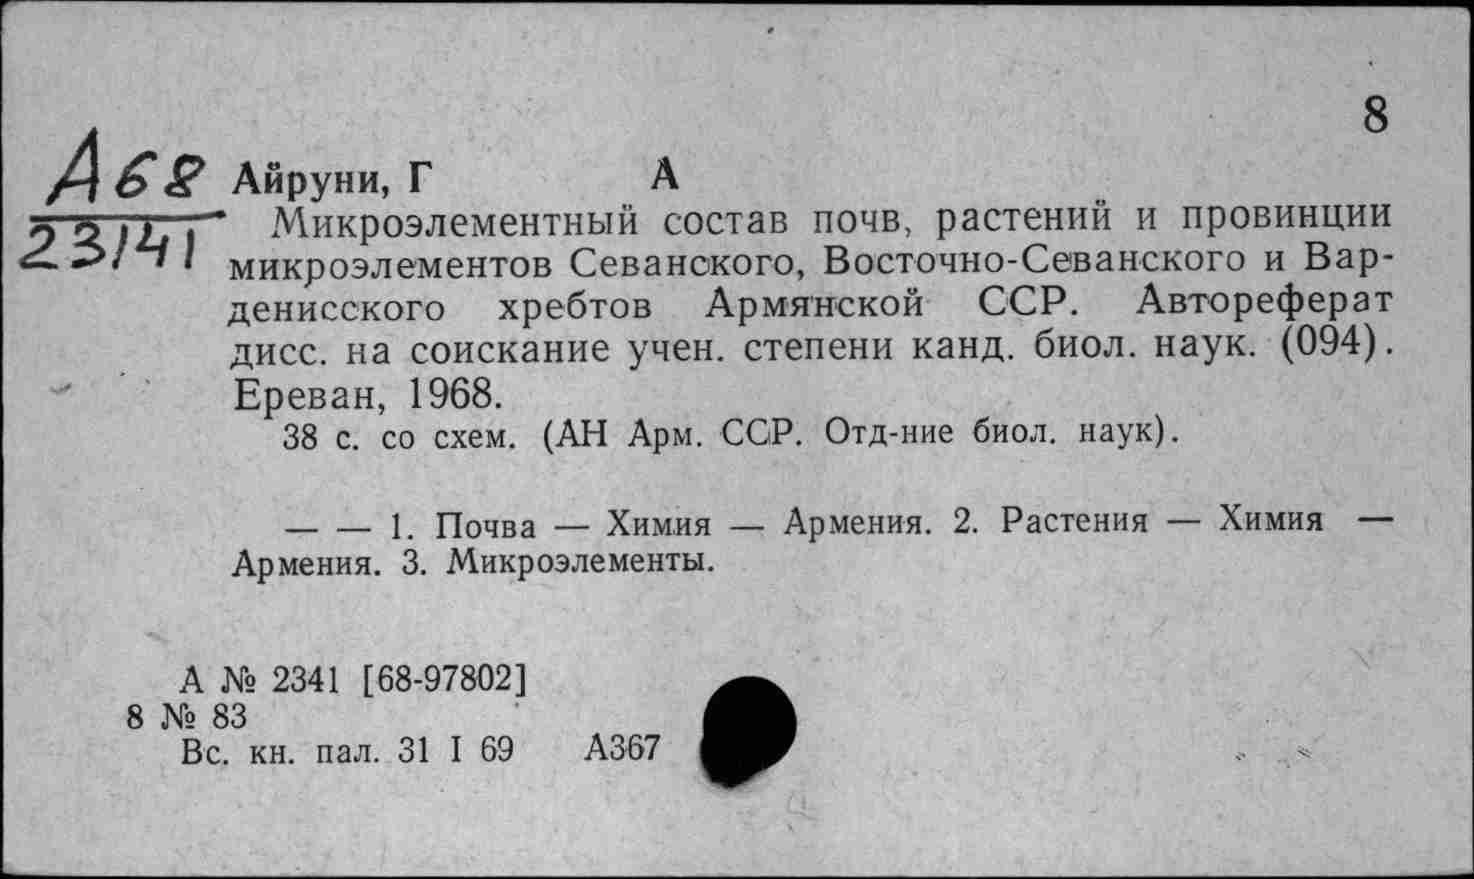 8
А68 Айруни, Г А
23141 Микроэлементный состав почв, растений и провинции
микроэлементов Севанского, Восточно-Севанского и Вар-
денисского хребтов Армянской ССР. Автореферат
дисс. на соискание учен. степени канд. биол. наук. (094).
Ереван, 1968.
38 с. со схем. (АН Арм. ССР. Отд-ние биол. наук).
— — 1. Почва — Химия — Армения. 2. Растения — Химия —
Армения. 3. Микроэлементы.
А № 2341 [68-97802]
8 № 83
Вс. кн. пал. 31 I 69 А367